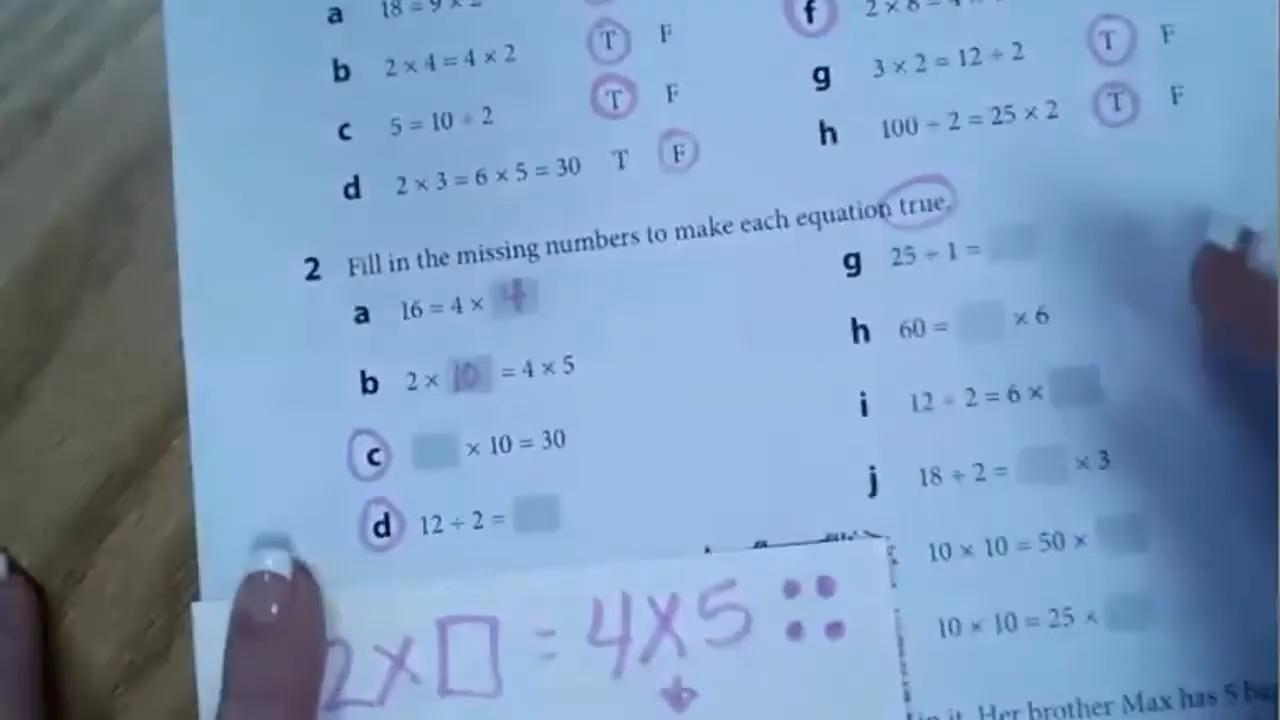 a 18 = 9 ×
b 2 × 4 = 4 × 2 T F
c 5 = 10 ÷ 2 T F
d 2 × 3 = 6 × 5 = 30 T F
f 2 × 8 =
g 3 × 2 = 12 ÷ 2 T F
h 100 ÷ 2 = 25 × 2 T F
2 Fill in the missing numbers to make each equation true.
a 16 = 4 × 4
b 2 × 10 = 4 × 5
c × 10 = 30
d 12 ÷ 2 =
g 25 ÷ 1 =
h 60 = × 6
i 12 ÷ 2 = 6 ×
j 18 ÷ 2 = × 3
10 × 10 = 50 ×
10 × 10 = 25 ×
2 × □ = 4 × 5
in it. Her brother Max has 5